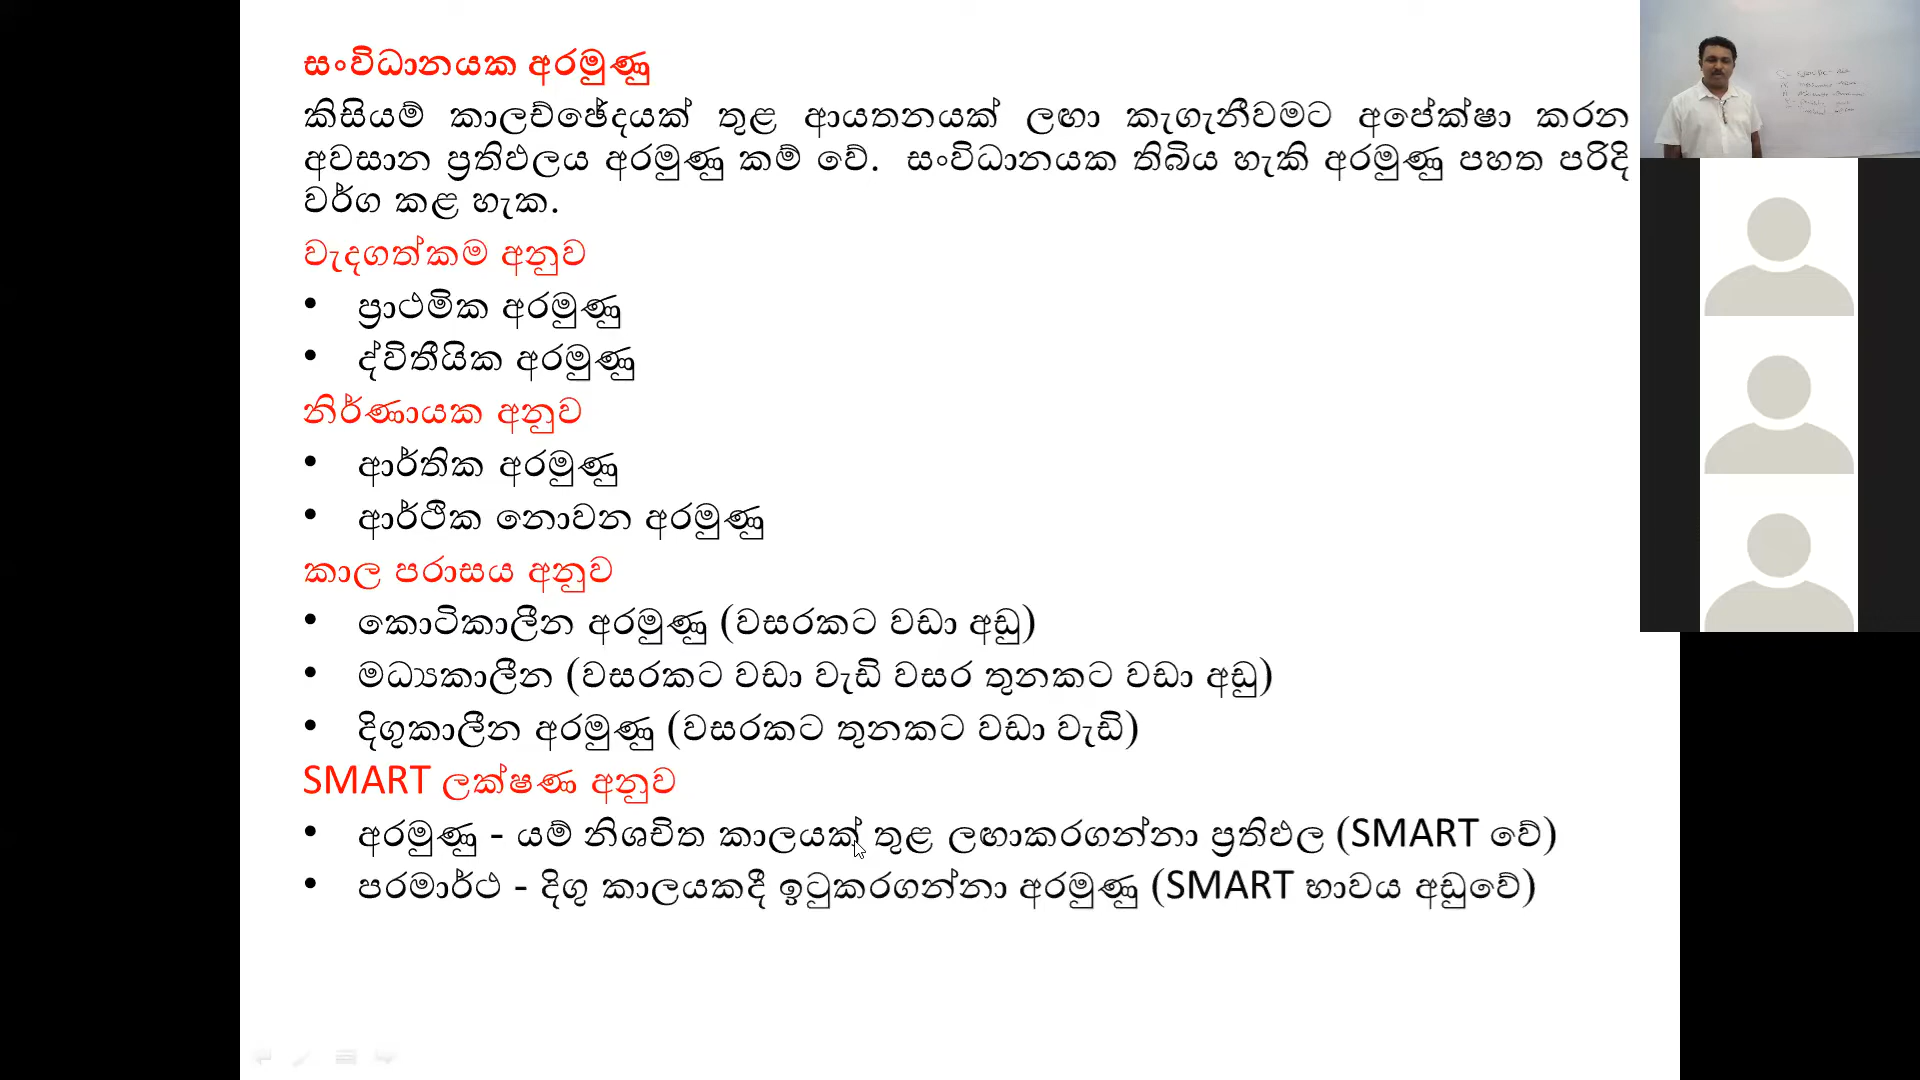 සංවිධානයක අරමුණු
කිසියම් කාලච්ඡේදයක් තුළ ආයතනයක් ලඟා කැගැනීවමට අපේක්ෂා කරන
අවසාන ප්‍රතිඵලය අරමුණු කම් වේ. සංවිධානයක තිබිය හැකි අරමුණු පහත පරිදි
වර්ග කළ හැක.
වැදගත්කම අනුව
• ප්‍රාථමික අරමුණු
• ද්විතීයික අරමුණු
නිර්ණායක අනුව
• ආර්තික අරමුණු
• ආර්ථික නොවන අරමුණු
කාල පරාසය අනුව
• කොටිකාලීන අරමුණු (වසරකට වඩා අඩු)
• මධ්‍යකාලීන (වසරකට වඩා වැඩි වසර තුනකට වඩා අඩු)
• දිගුකාලීන අරමුණු (වසරකට තුනකට වඩා වැඩි)
SMART ලක්ෂණ අනුව
• අරමුණු - යම් නිශචිත කාලයක් තුළ ලඟාකරගන්නා ප්‍රතිඵල (SMART වේ)
• පරමාර්ථ - දිගු කාලයකදී ඉටුකරගන්නා අරමුණු (SMART භාවය අඩුවේ)